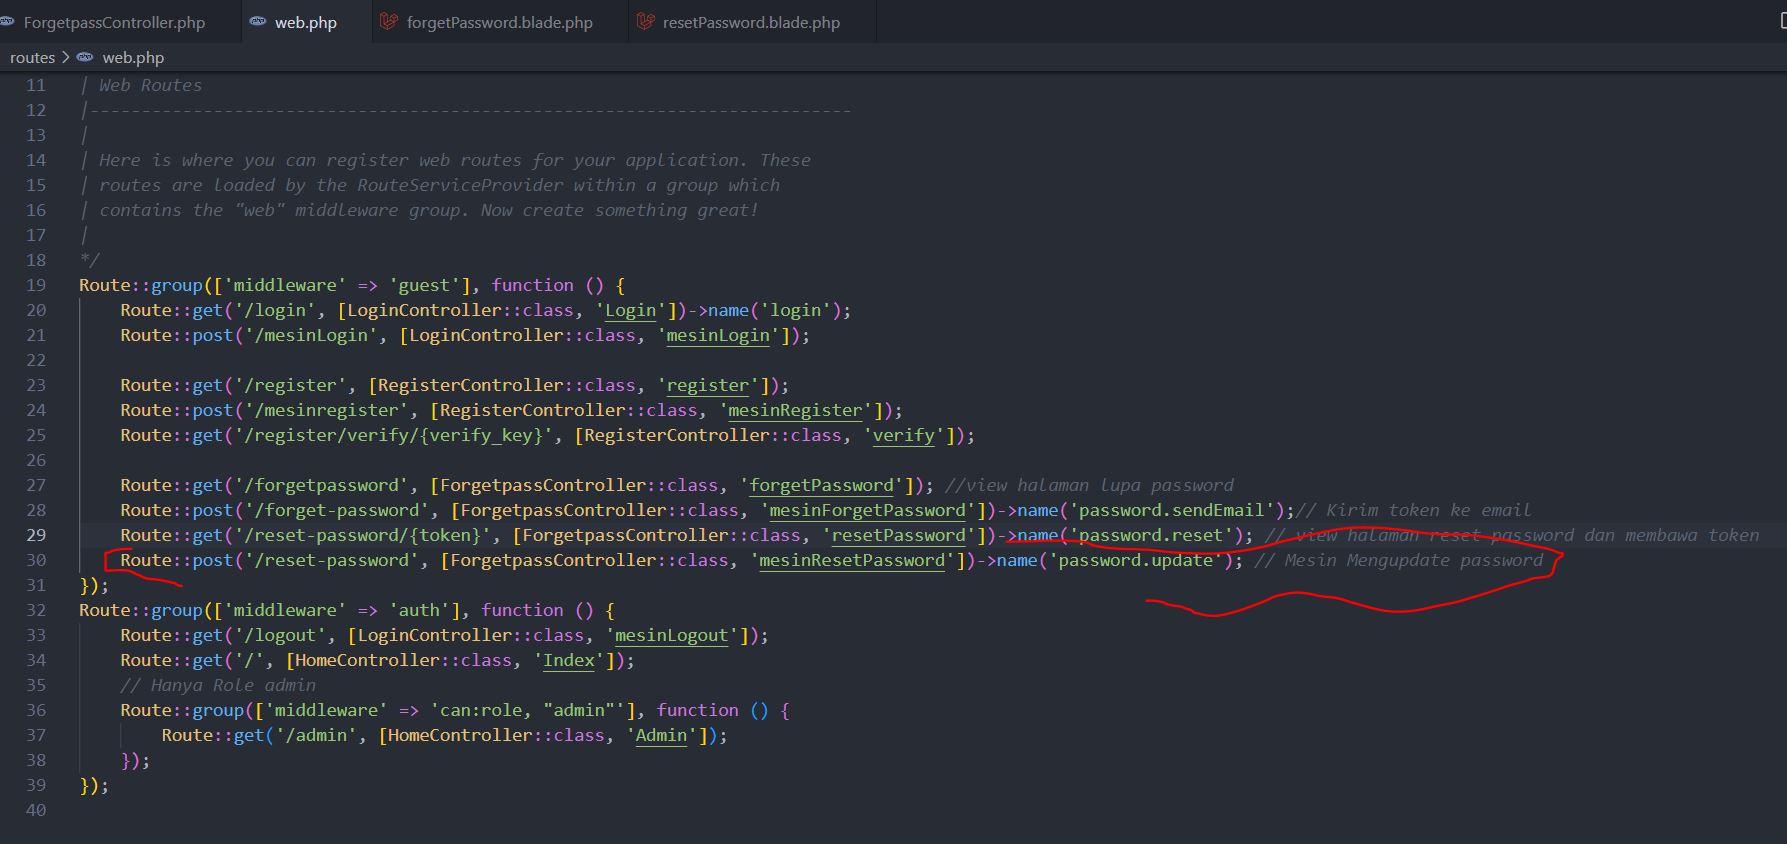 ForgetpassController.php web.php forgetPassword.blade.php resetPassword.blade.php
routes > web.php
11 | Web Routes
12 |--------------------------------------------------------------------------
13 |
14 | Here is where you can register web routes for your application. These
15 | routes are loaded by the RouteServiceProvider within a group which
16 | contains the "web" middleware group. Now create something great!
17 |
18 */
19 Route::group(['middleware' => 'guest'], function () {
20     Route::get('/login', [LoginController::class, 'Login'])->name('login');
21     Route::post('/mesinLogin', [LoginController::class, 'mesinLogin']);
22
23     Route::get('/register', [RegisterController::class, 'register']);
24     Route::post('/mesinregister', [RegisterController::class, 'mesinRegister']);
25     Route::get('/register/verify/{verify_key}', [RegisterController::class, 'verify']);
26
27     Route::get('/forgetpassword', [ForgetpassController::class, 'forgetPassword']); //view halaman lupa password
28     Route::post('/forget-password', [ForgetpassController::class, 'mesinForgetPassword'])->name('password.sendEmail');// Kirim token ke email
29     Route::get('/reset-password/{token}', [ForgetpassController::class, 'resetPassword'])->name('password.reset'); // view halaman reset password dan membawa token
30     Route::post('/reset-password', [ForgetpassController::class, 'mesinResetPassword'])->name('password.update'); // Mesin Mengupdate password
31 });
32 Route::group(['middleware' => 'auth'], function () {
33     Route::get('/logout', [LoginController::class, 'mesinLogout']);
34     Route::get('/', [HomeController::class, 'Index']);
35     // Hanya Role admin
36     Route::group(['middleware' => 'can:role, "admin"'], function () {
37         Route::get('/admin', [HomeController::class, 'Admin']);
38     });
39 });
40